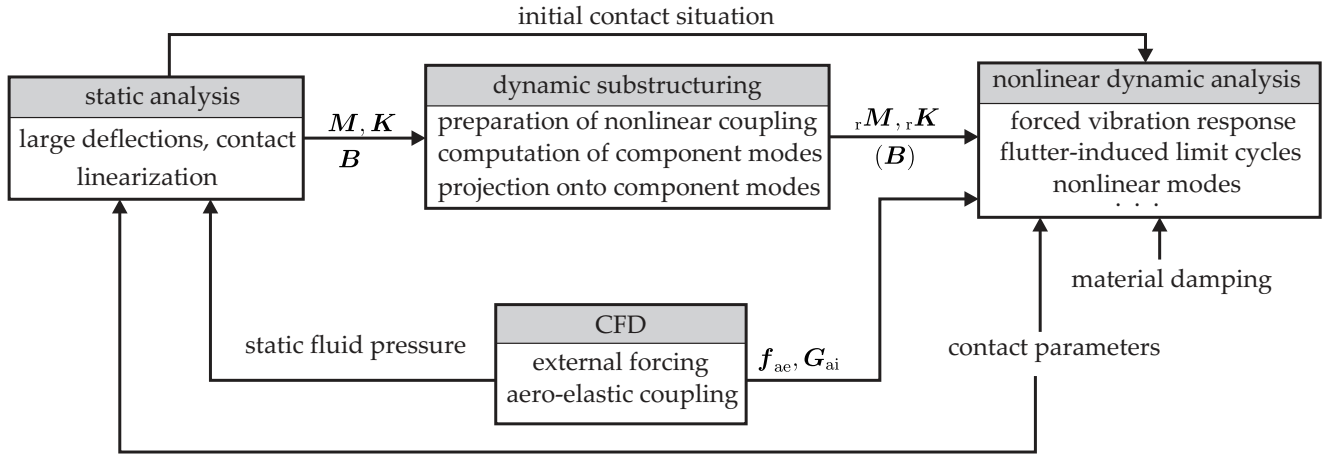 initial contact situation
static analysis
large deflections, contact
linearization
M, K
B
dynamic substructuring
preparation of nonlinear coupling
computation of component modes
projection onto component modes
rM, rK
(B)
nonlinear dynamic analysis
forced vibration response
flutter-induced limit cycles
nonlinear modes
. . .
material damping
CFD
external forcing
aero-elastic coupling
static fluid pressure
fae, Gai
contact parameters